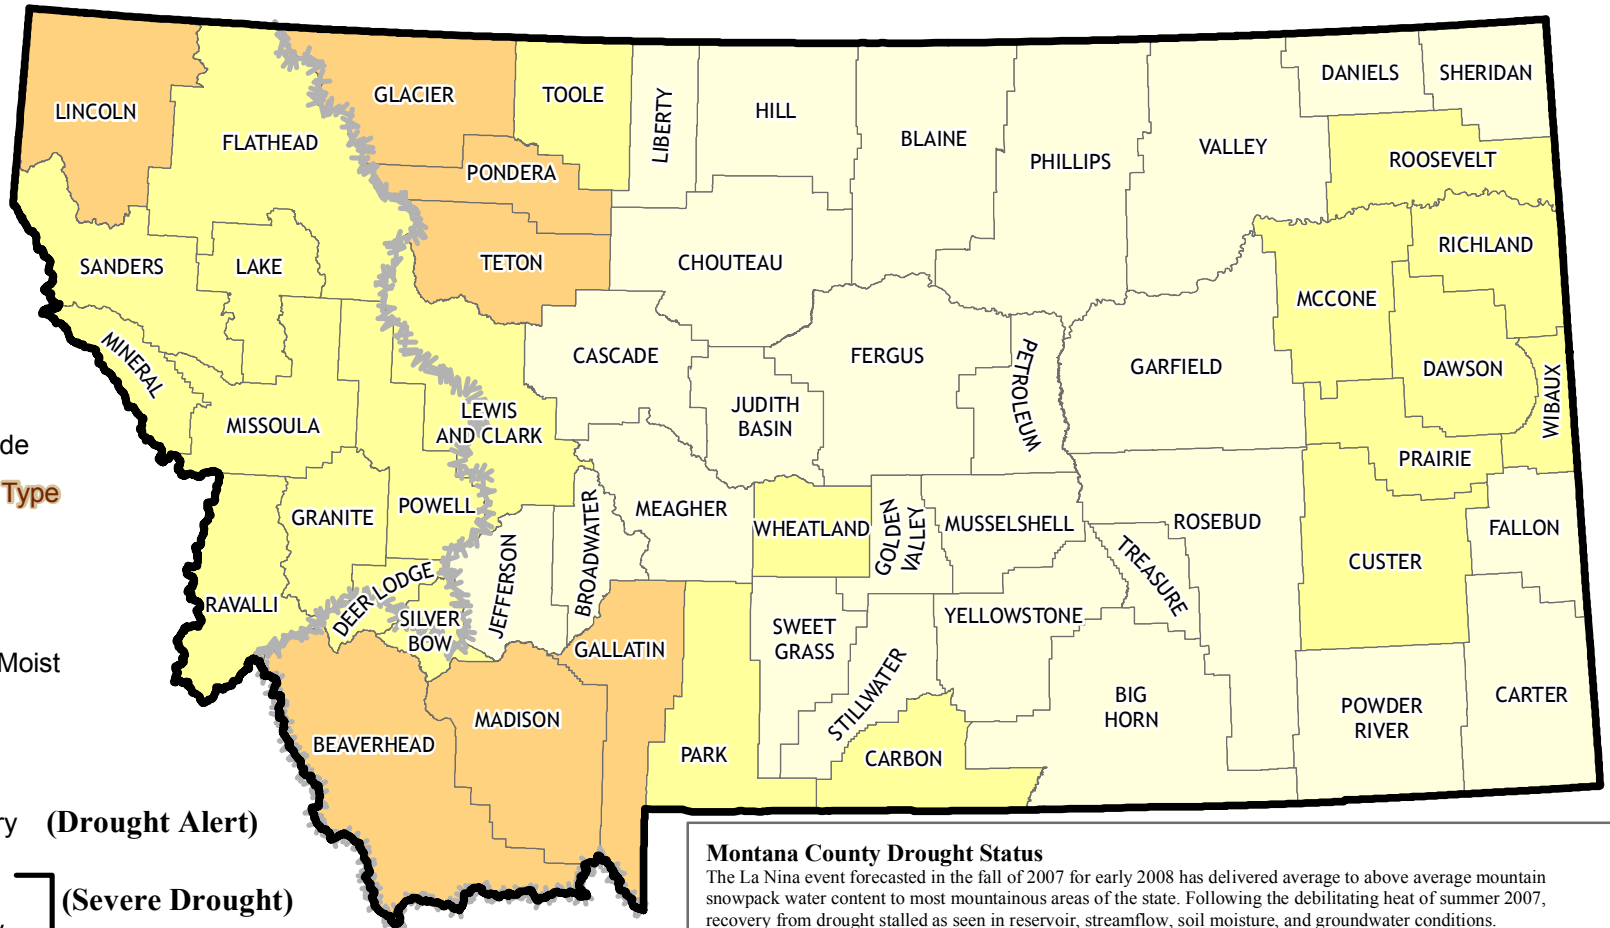 LINCOLN
FLATHEAD
GLACIER
TOOLE
LIBERTY
HILL
BLAINE
PHILLIPS
VALLEY
DANIELS
SHERIDAN
ROOSEVELT
PONDERA
TETON
CHOUTEAU
SANDERS
LAKE
RICHLAND
MCCONE
MINERAL
CASCADE
FERGUS
PETROLEUM
GARFIELD
DAWSON
WIBAUX
MISSOULA
LEWIS
AND CLARK
JUDITH
BASIN
PRAIRIE
de
Type
GRANITE
POWELL
MEAGHER
WHEATLAND
GOLDEN
VALLEY
MUSSELSHELL
ROSEBUD
TREASURE
CUSTER
FALLON
RAVALLI
DEER LODGE
SILVER
BOW
JEFFERSON
BROADWATER
GALLATIN
SWEET
GRASS
STILLWATER
YELLOWSTONE
Moist
BEAVERHEAD
MADISON
PARK
CARBON
BIG
HORN
POWDER
RIVER
CARTER
ry (Drought Alert)
(Severe Drought)
Montana County Drought Status
The La Nina event forecasted in the fall of 2007 for early 2008 has delivered average to above average mountain
snowpack water content to most mountainous areas of the state. Following the debilitating heat of summer 2007,
recovery from drought stalled as seen in reservoir, streamflow, soil moisture, and groundwater conditions.